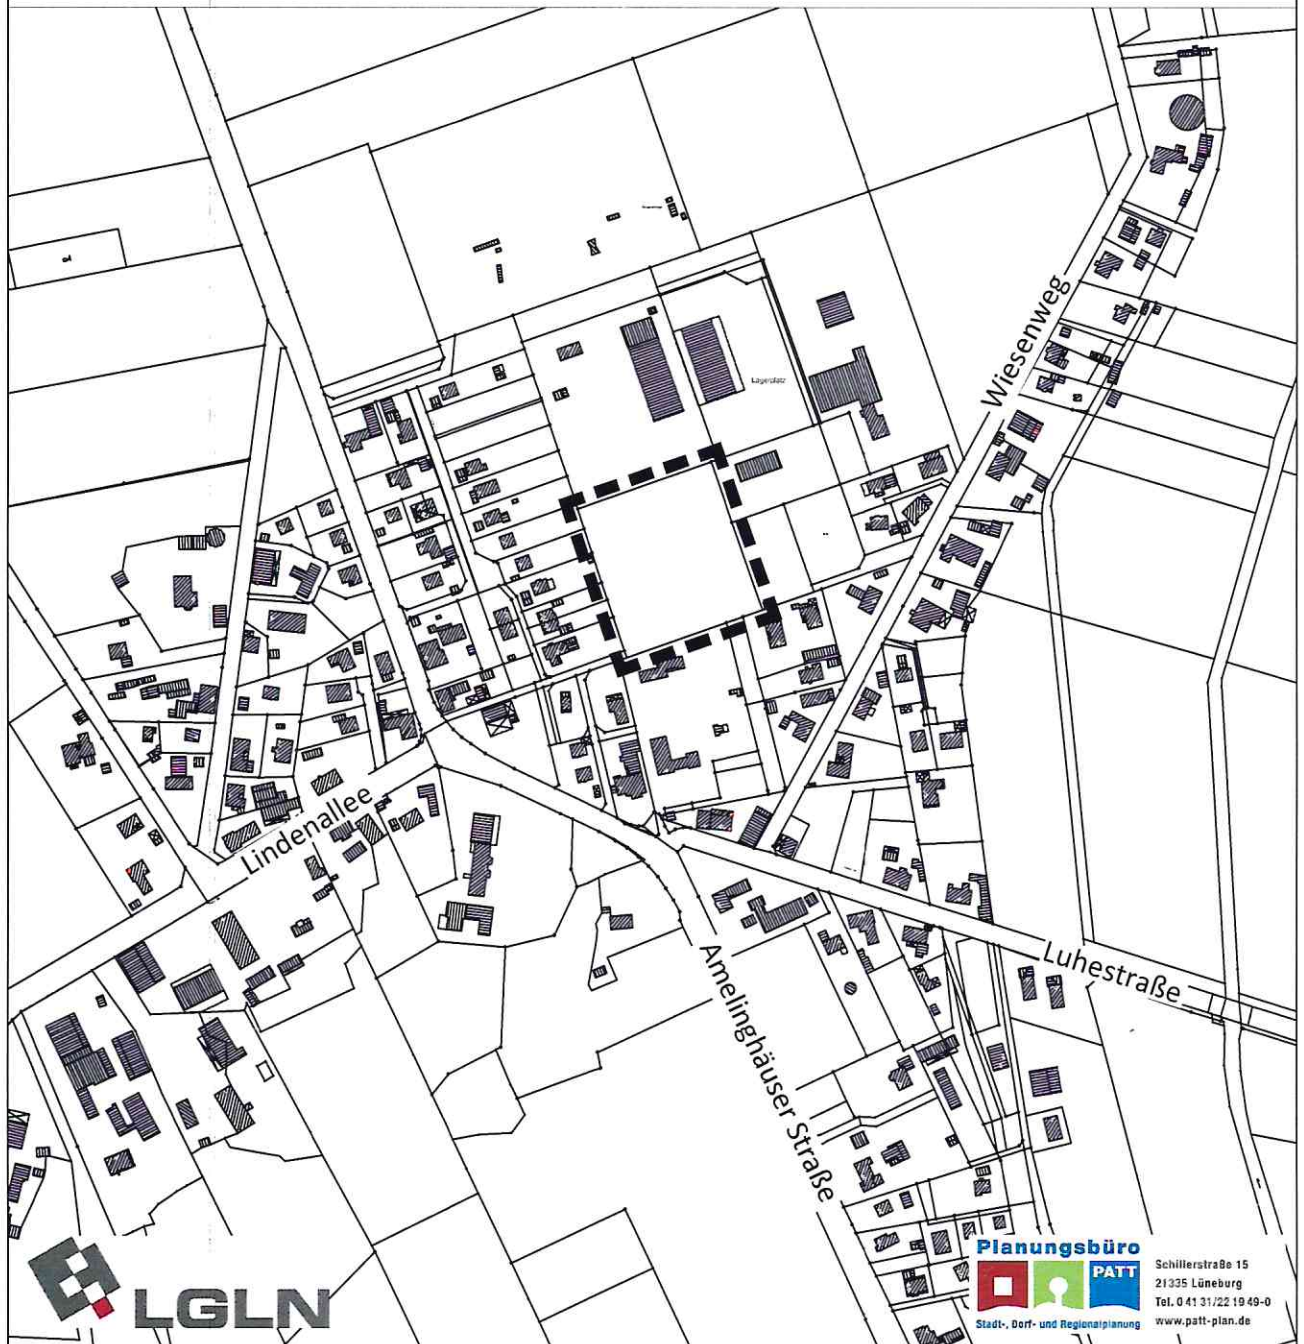 Lagerplatz
Wiesenweg
Lindenallee
Luhestraße
Amelinghäuser Straße
LGLN
Planungsbüro
PATT
Stadt-, Dorf- und Regionalplanung
Schillerstraße 15
21335 Lüneburg
Tel. 0 41 31/22 19 49-0
www.patt-plan.de